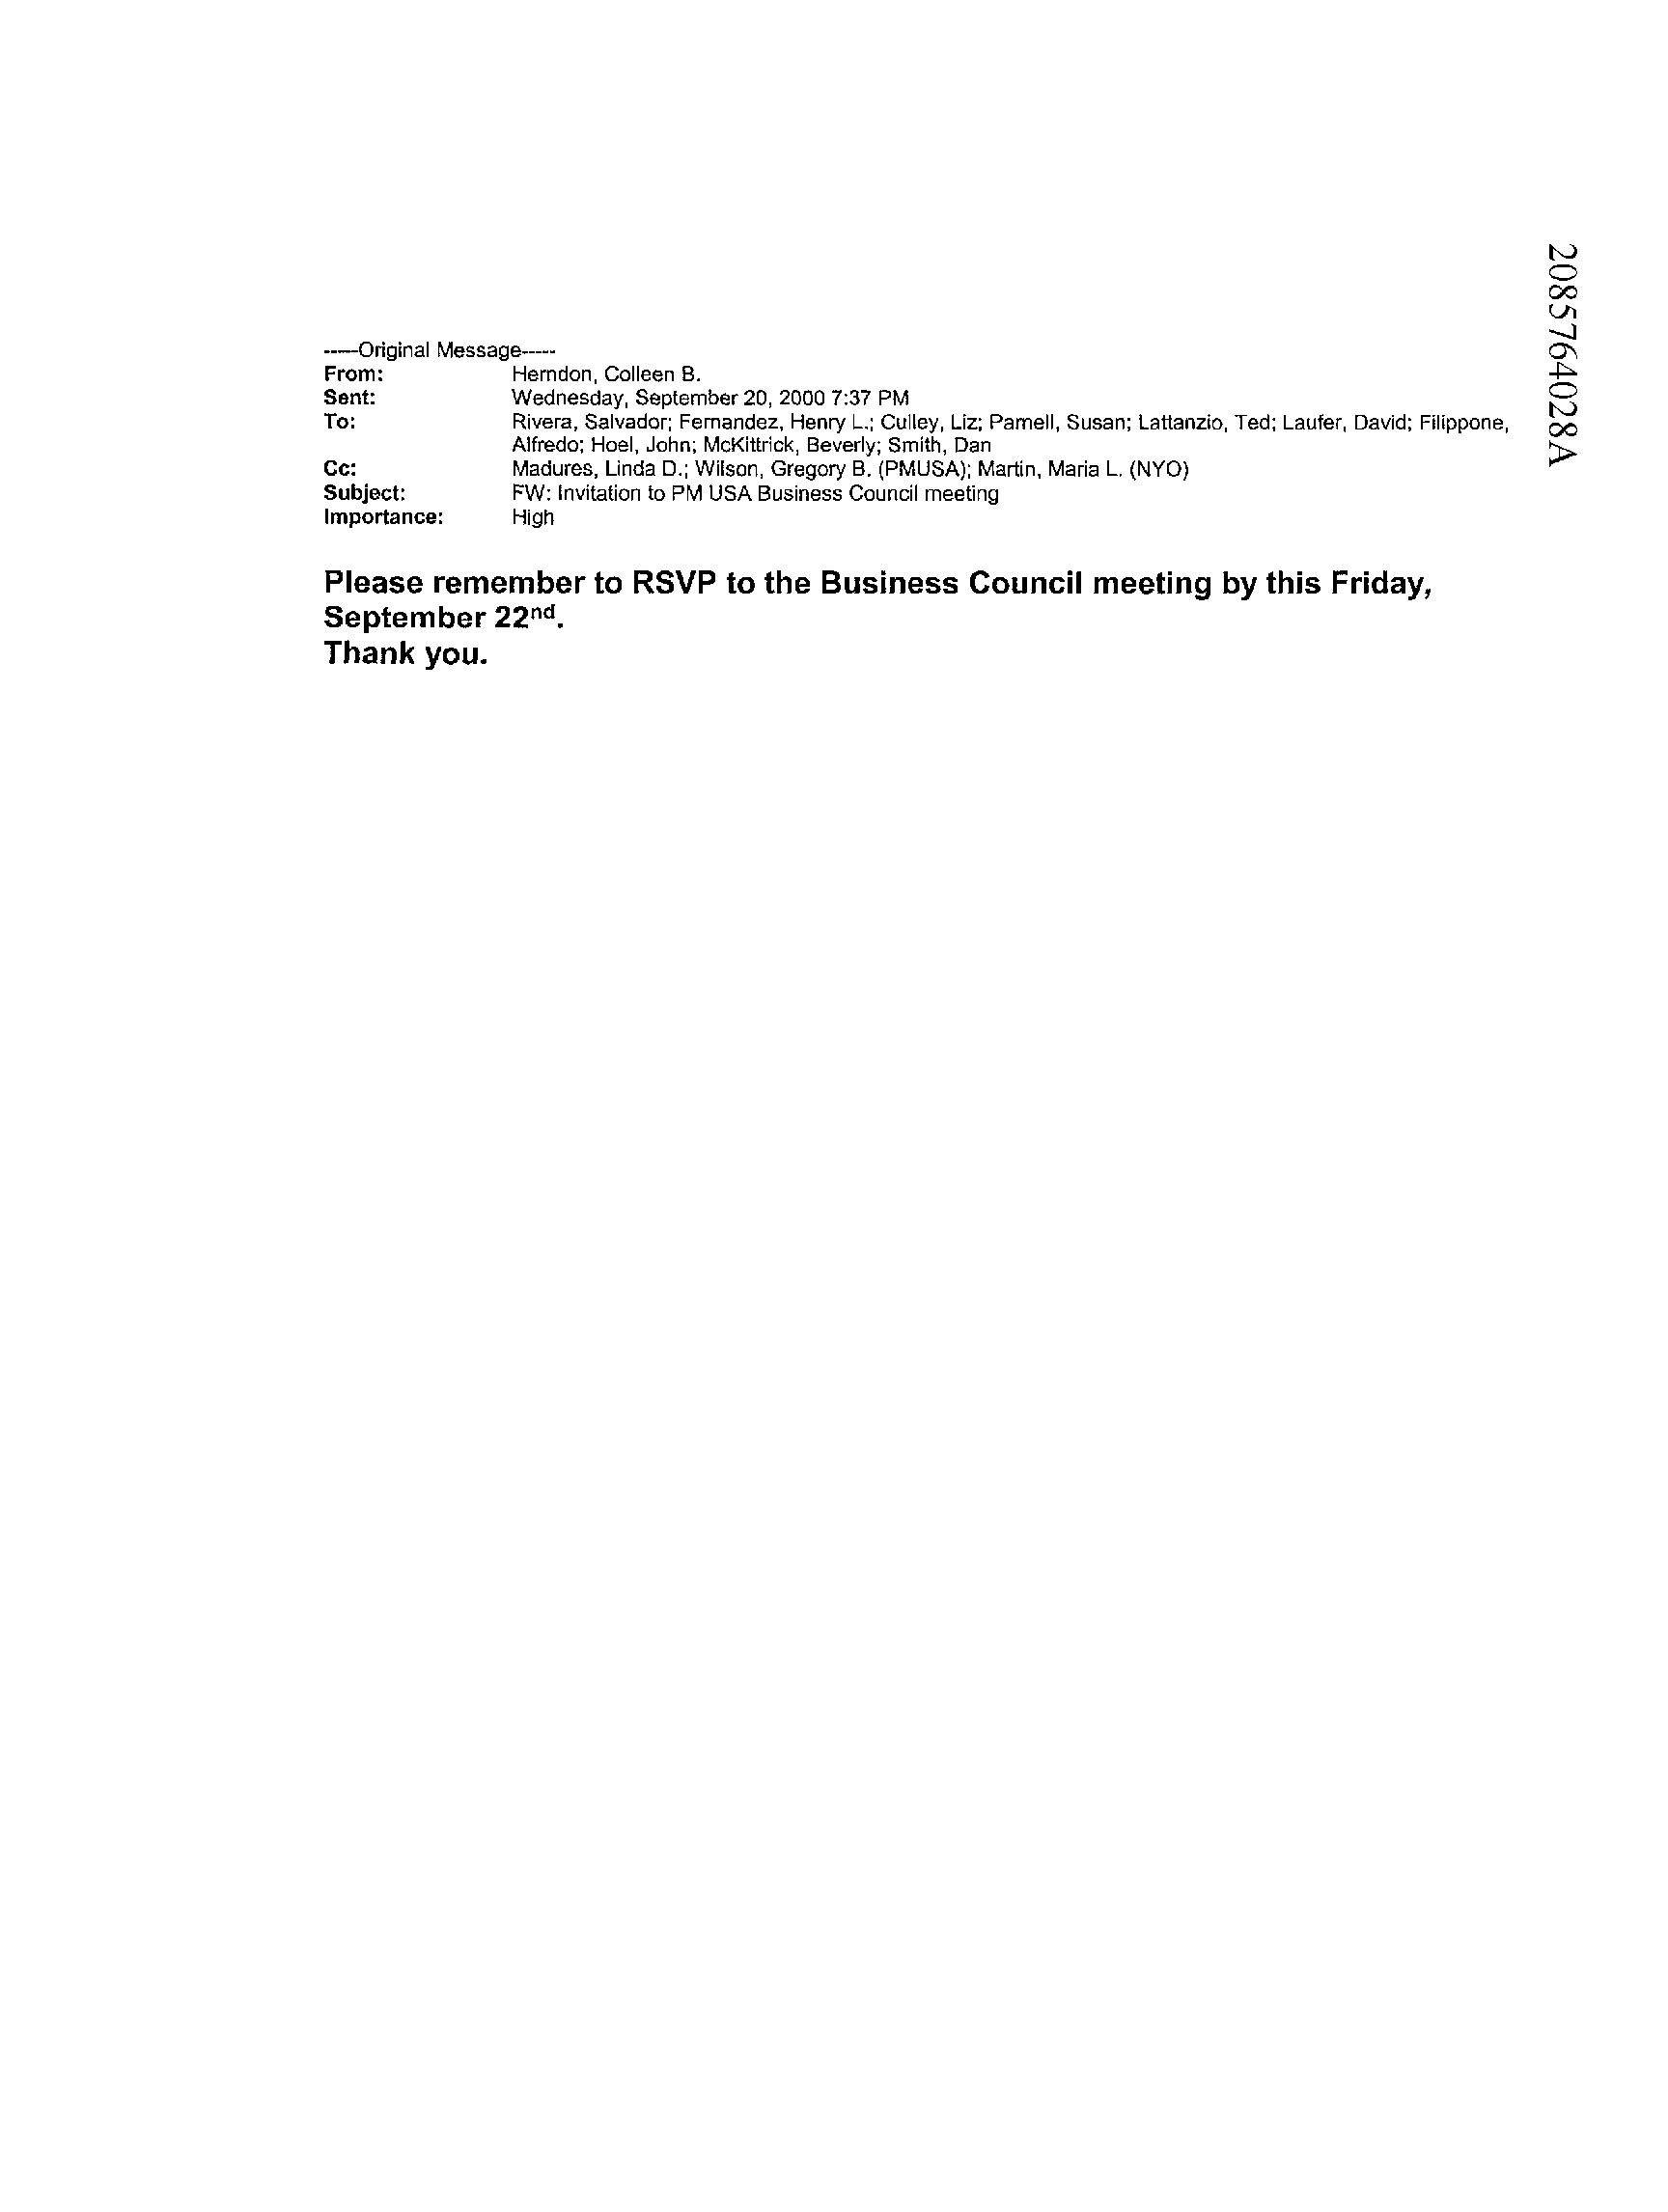 -----Original Message-----
From: Herndon, Colleen B.
Sent: Wednesday, September 20, 2000 7:37 PM
To: Rivera, Salvador; Fernandez, Henry L.; Culley, Liz; Parnell, Susan; Lattanzio, Ted; Laufer, David; Filippone,
Alfredo; Hoel, John; McKittrick, Beverly; Smith, Dan
Cc: Madures, Linda D.; Wilson, Gregory B. (PMUSA); Martin, Maria L. (NYO)
Subject: FW: Invitation to PM USA Business Council meeting
Importance: High
Please remember to RSVP to the Business Council meeting by this Friday,
September 22nd.
Thank you.
2085764028A